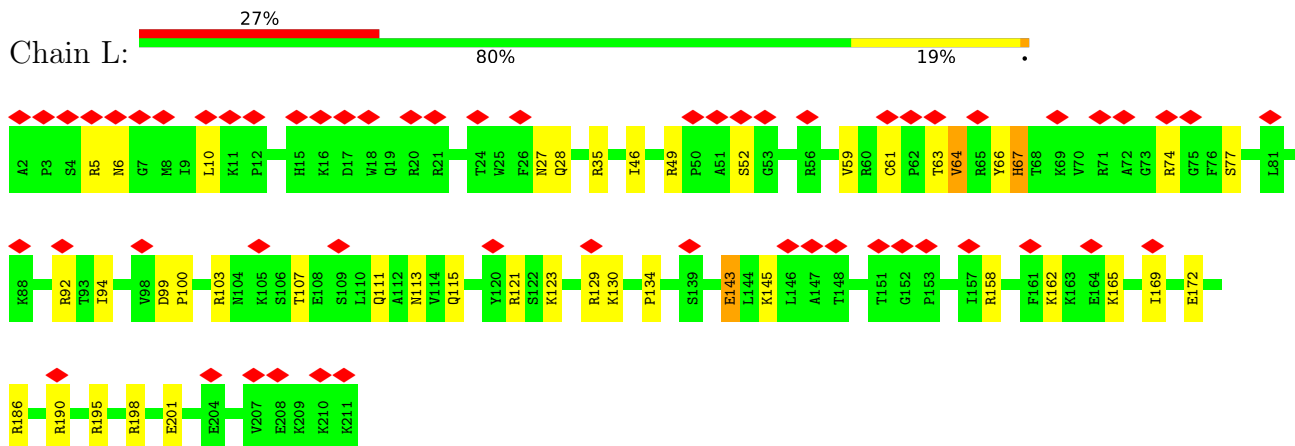 27%
Chain L:
80% 19% •
A2 P3 S4 R5 N6 G7 M8 I9 L10 K11 P12 H15 K16 D17 W18 Q19 R20 R21 T24 W25 F26 N27 Q28 R35 I46 R49 P50 A51 S52 G53 R56 V59 R60 C61 P62 T63 V64 R65 Y66 H67 T68 K69 V70 R71 A72 G73 R74 G75 F76 S77 L81
K88 R92 T93 I94 V98 D99 P100 R103 N104 K105 S106 T107 E108 S109 L110 Q111 A112 N113 V114 Q115 Y120 R121 S122 K123 R129 K130 P134 S139 E143 L144 K145 L146 A147 T148 T151 G152 P153 I157 R158 F161 K162 K163 E164 K165 I169 E172
R186 R190 R195 R198 E201 E204 V207 E208 K209 K210 K211